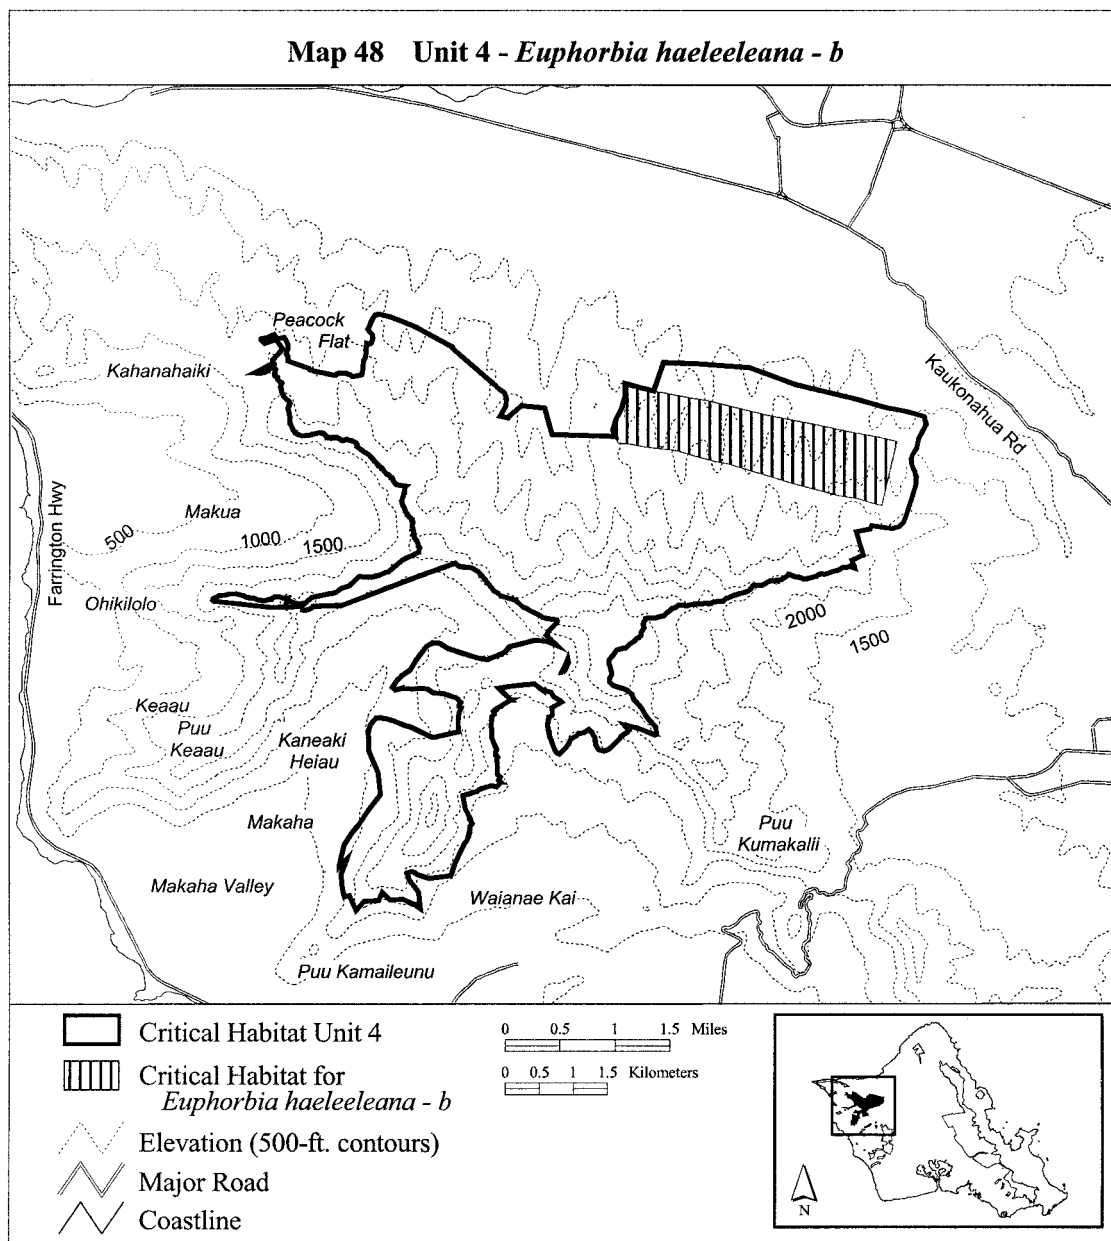 Map 48 Unit 4 - Euphorbia haeleeleana - b
Peacock
Flat
Kahanahaiki
Kaukonahua Rd
Farrington Hwy
Makua
500
1000
1500
Ohikilolo
2000
1500
Keaau
Puu
Keaau
Kaneaki
Heiau
Makaha
Puu
Kumakalli
Makaha Valley
Waianae Kai
Puu Kamaileunu
Critical Habitat Unit 4
Critical Habitat for
Euphorbia haeleeleana - b
Elevation (500-ft. contours)
Major Road
Coastline
0 0.5 1 1.5 Miles
0 0.5 1 1.5 Kilometers
N